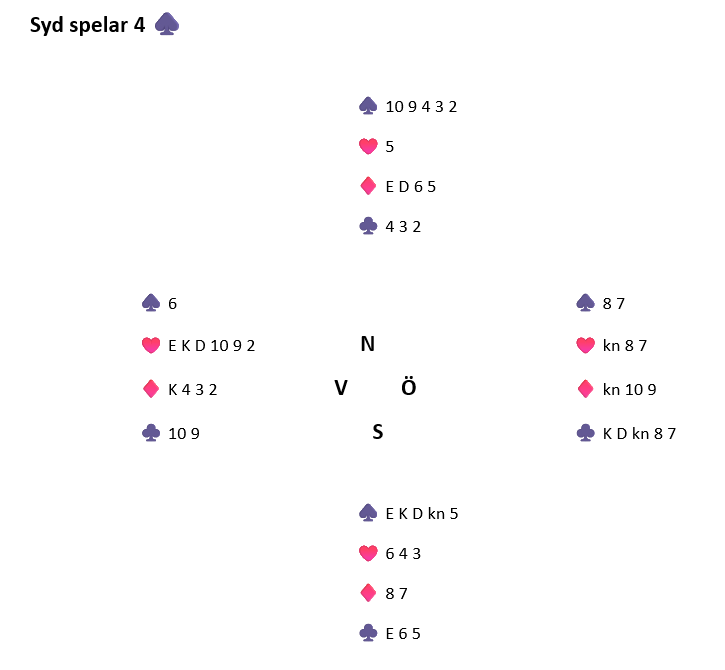 Syd spelar 4 ♠
♠ 10 9 4 3 2
♥ 5
♦ E D 6 5
♣ 4 3 2
♠ 6
♥ E K D 10 9 2
♦ K 4 3 2
♣ 10 9
N
V Ö
S
♠ 8 7
♥ kn 8 7
♦ kn 10 9
♣ K D kn 8 7
♠ E K D kn 5
♥ 6 4 3
♦ 8 7
♣ E 6 5